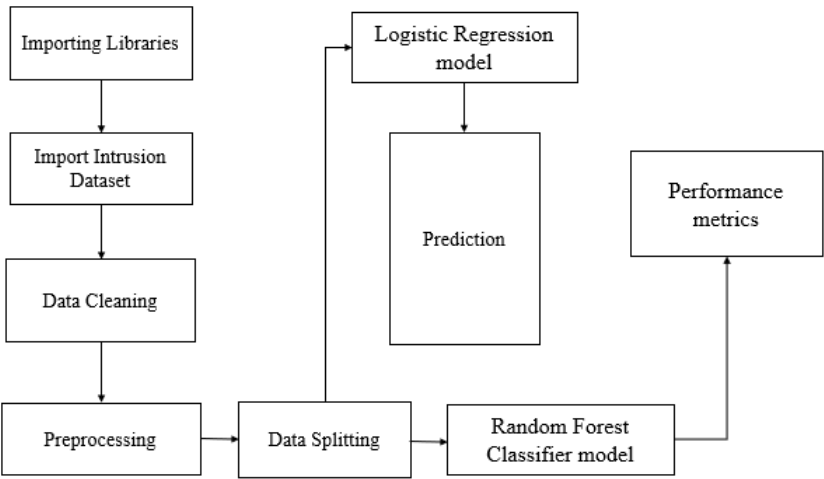 Importing Libraries
Import Intrusion
Dataset
Data Cleaning
Preprocessing
Data Splitting
Logistic Regression
model
Prediction
Random Forest
Classifier model
Performance
metrics